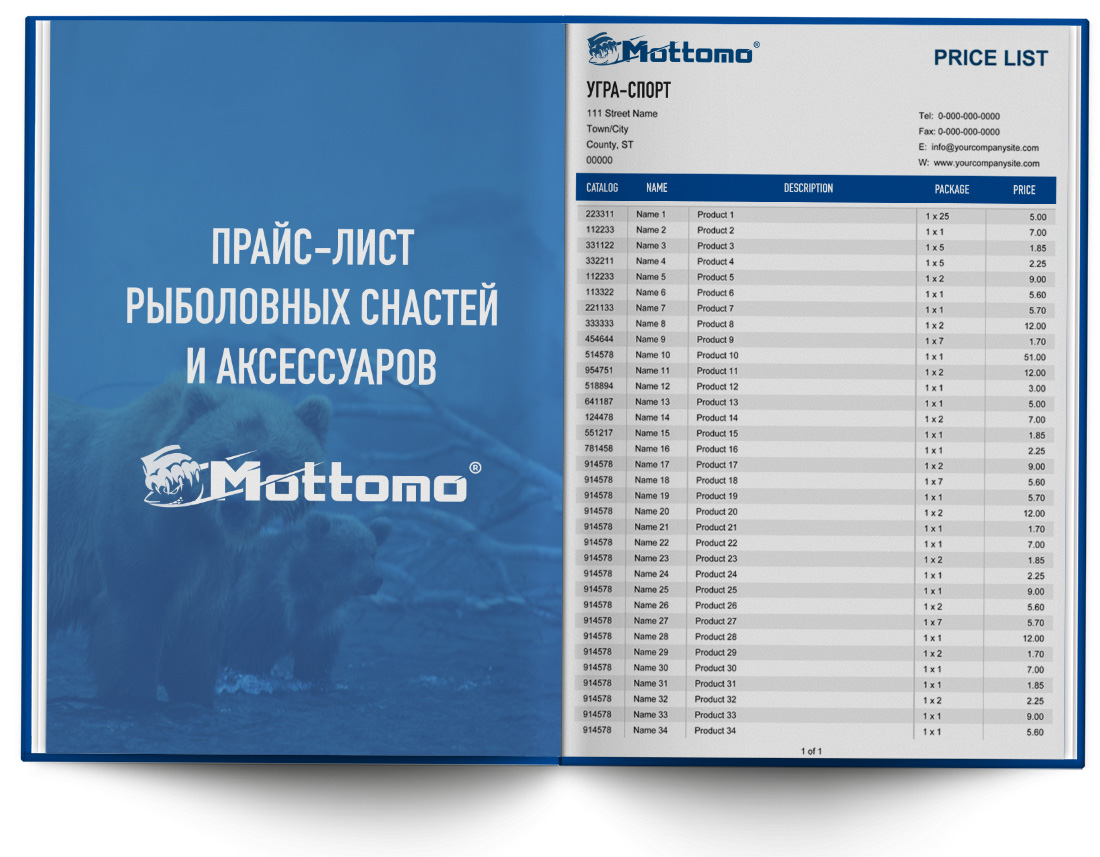 ПРАЙС-ЛИСТ
РЫБОЛОВНЫХ СНАСТЕЙ
И АКСЕССУАРОВ
Mottomo®
Mottomo®
PRICE LIST
УГРА-СПОРТ
111 Street Name
Town/City
County, ST
00000
Tel: 0-000-000-0000
Fax: 0-000-000-0000
E: info@yourcompanysite.com
W: www.yourcompanysite.com
CATALOG NAME DESCRIPTION PACKAGE PRICE
223311 Name 1 Product 1 1 x 25 5.00
112233 Name 2 Product 2 1 x 1 7.00
331122 Name 3 Product 3 1 x 5 1.85
332211 Name 4 Product 4 1 x 5 2.25
112233 Name 5 Product 5 1 x 2 9.00
113322 Name 6 Product 6 1 x 1 5.60
221133 Name 7 Product 7 1 x 1 5.70
333333 Name 8 Product 8 1 x 2 12.00
454644 Name 9 Product 9 1 x 7 1.70
514578 Name 10 Product 10 1 x 1 51.00
954751 Name 11 Product 11 1 x 2 12.00
518894 Name 12 Product 12 1 x 1 3.00
641187 Name 13 Product 13 1 x 1 5.00
124478 Name 14 Product 14 1 x 2 7.00
551217 Name 15 Product 15 1 x 1 1.85
781458 Name 16 Product 16 1 x 1 2.25
914578 Name 17 Product 17 1 x 2 9.00
914578 Name 18 Product 18 1 x 7 5.60
914578 Name 19 Product 19 1 x 1 5.70
914578 Name 20 Product 20 1 x 2 12.00
914578 Name 21 Product 21 1 x 1 1.70
914578 Name 22 Product 22 1 x 1 7.00
914578 Name 23 Product 23 1 x 2 1.85
914578 Name 24 Product 24 1 x 1 2.25
914578 Name 25 Product 25 1 x 1 9.00
914578 Name 26 Product 26 1 x 2 5.60
914578 Name 27 Product 27 1 x 7 5.70
914578 Name 28 Product 28 1 x 1 12.00
914578 Name 29 Product 29 1 x 2 1.70
914578 Name 30 Product 30 1 x 1 7.00
914578 Name 31 Product 31 1 x 1 1.85
914578 Name 32 Product 32 1 x 2 2.25
914578 Name 33 Product 33 1 x 1 9.00
914578 Name 34 Product 34 1 x 1 5.60
1 of 1